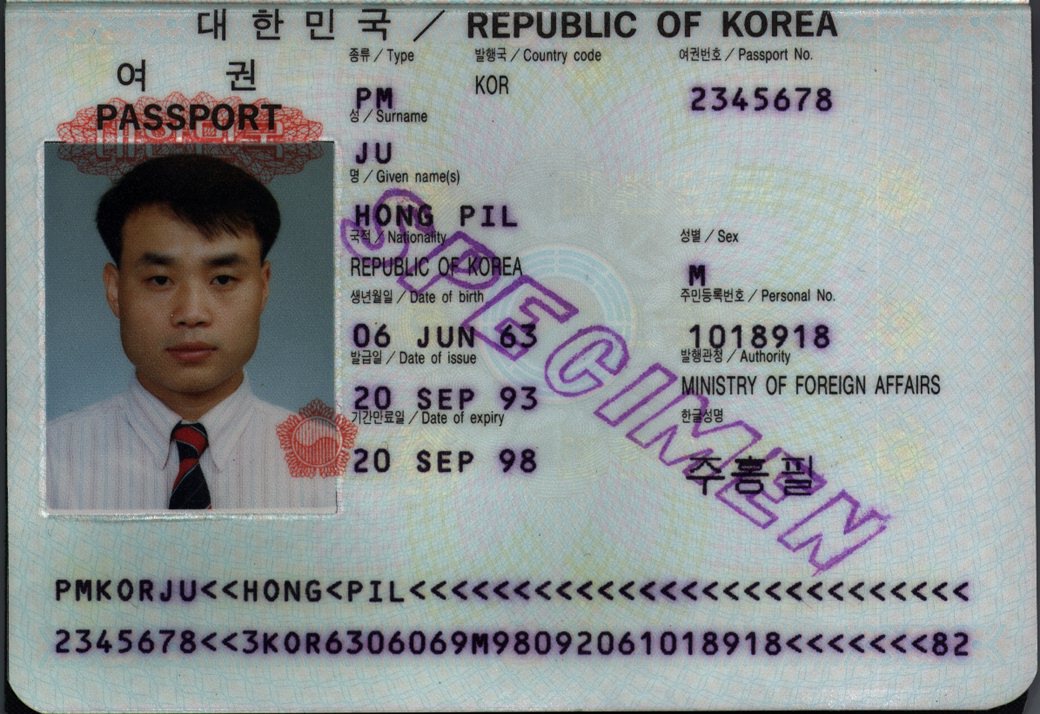 대한민국 / REPUBLIC OF KOREA
여 권
PASSPORT
종류 / Type 발행국 / Country code 여권번호 / Passport No.
PM KOR 2345678
성 / Surname
JU
명 / Given name(s)
HONG PIL
국적 / Nationality 성별 / Sex
REPUBLIC OF KOREA M
생년월일 / Date of birth 주민등록번호 / Personal No.
06 JUN 63 1018918
발급일 / Date of issue 발행관청 / Authority
20 SEP 93 MINISTRY OF FOREIGN AFFAIRS
기간만료일 / Date of expiry 한글성명
20 SEP 98 주홍필
SPECIMEN
PMKORJU<<HONG<PIL<<<<<<<<<<<<<<<<<<<<<<<<<<<
2345678<<3KOR6306069M98092061018918<<<<<<<82